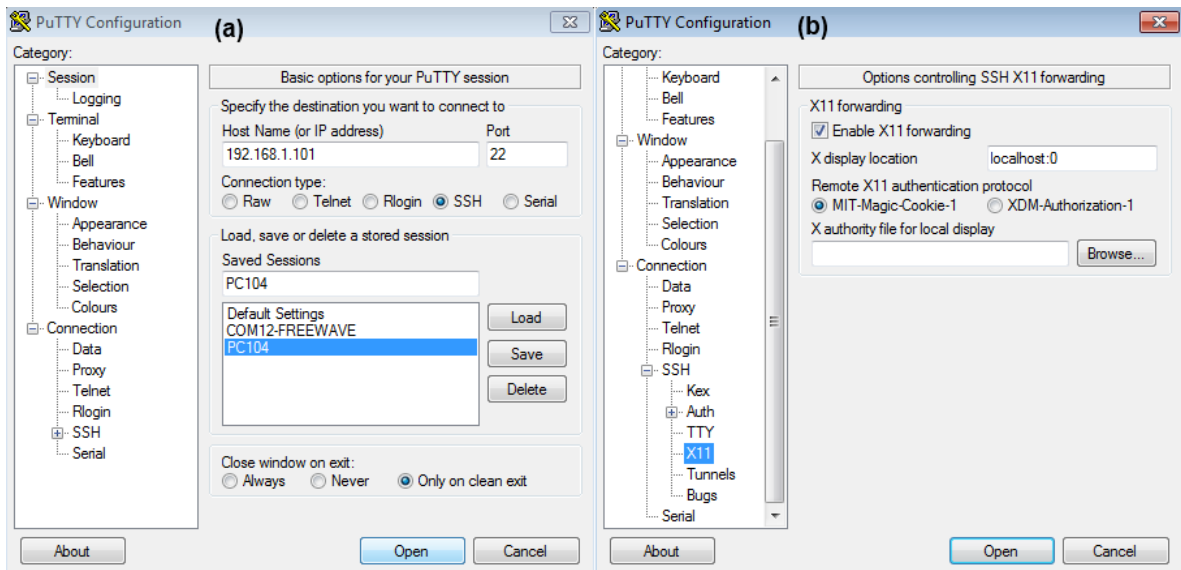 PuTTY Configuration
(a)
Category:
Session
Logging
Terminal
Keyboard
Bell
Features
Window
Appearance
Behaviour
Translation
Selection
Colours
Connection
Data
Proxy
Telnet
Rlogin
SSH
Serial
Basic options for your PuTTY session
Specify the destination you want to connect to
Host Name (or IP address) Port
192.168.1.101 22
Connection type:
Raw Telnet Rlogin SSH Serial
Load, save or delete a stored session
Saved Sessions
PC104
Default Settings
COM12-FREEWAVE
PC104
Load
Save
Delete
Close window on exit:
Always Never Only on clean exit
About Open Cancel
PuTTY Configuration
(b)
Category:
Keyboard
Bell
Features
Window
Appearance
Behaviour
Translation
Selection
Colours
Connection
Data
Proxy
Telnet
Rlogin
SSH
Kex
Auth
TTY
X11
Tunnels
Bugs
Serial
Options controlling SSH X11 forwarding
X11 forwarding
Enable X11 forwarding
X display location localhost:0
Remote X11 authentication protocol
MIT-Magic-Cookie-1 XDM-Authorization-1
X authority file for local display
Browse...
About Open Cancel